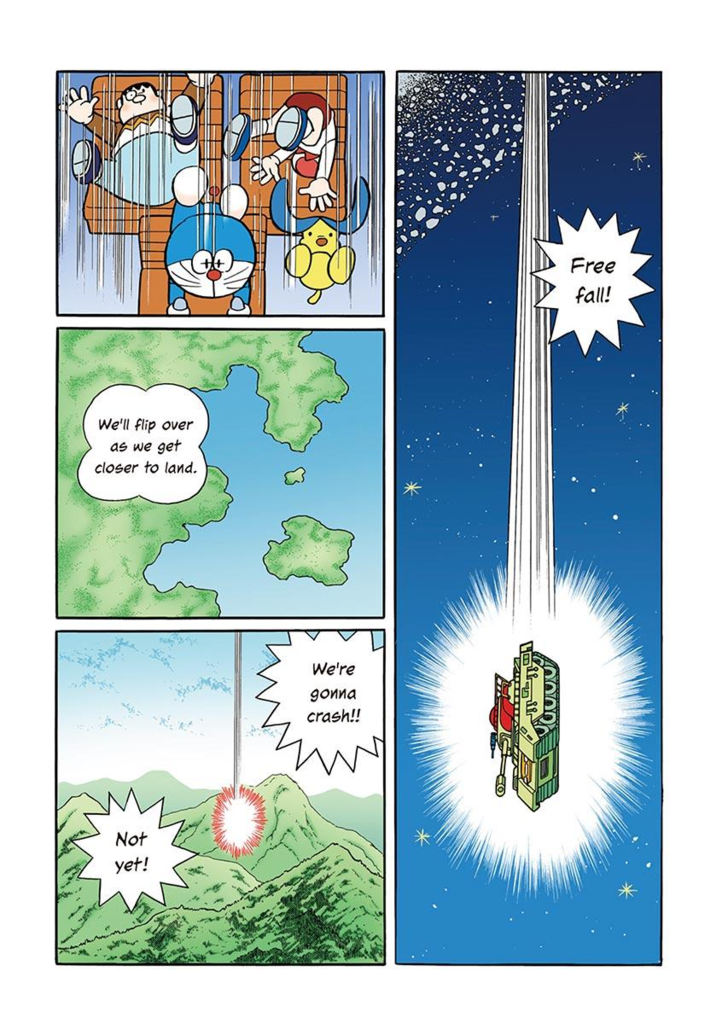 Free
fall!
We'll flip over
as we get
closer to land.
We're
gonna
crash!!
Not
yet!